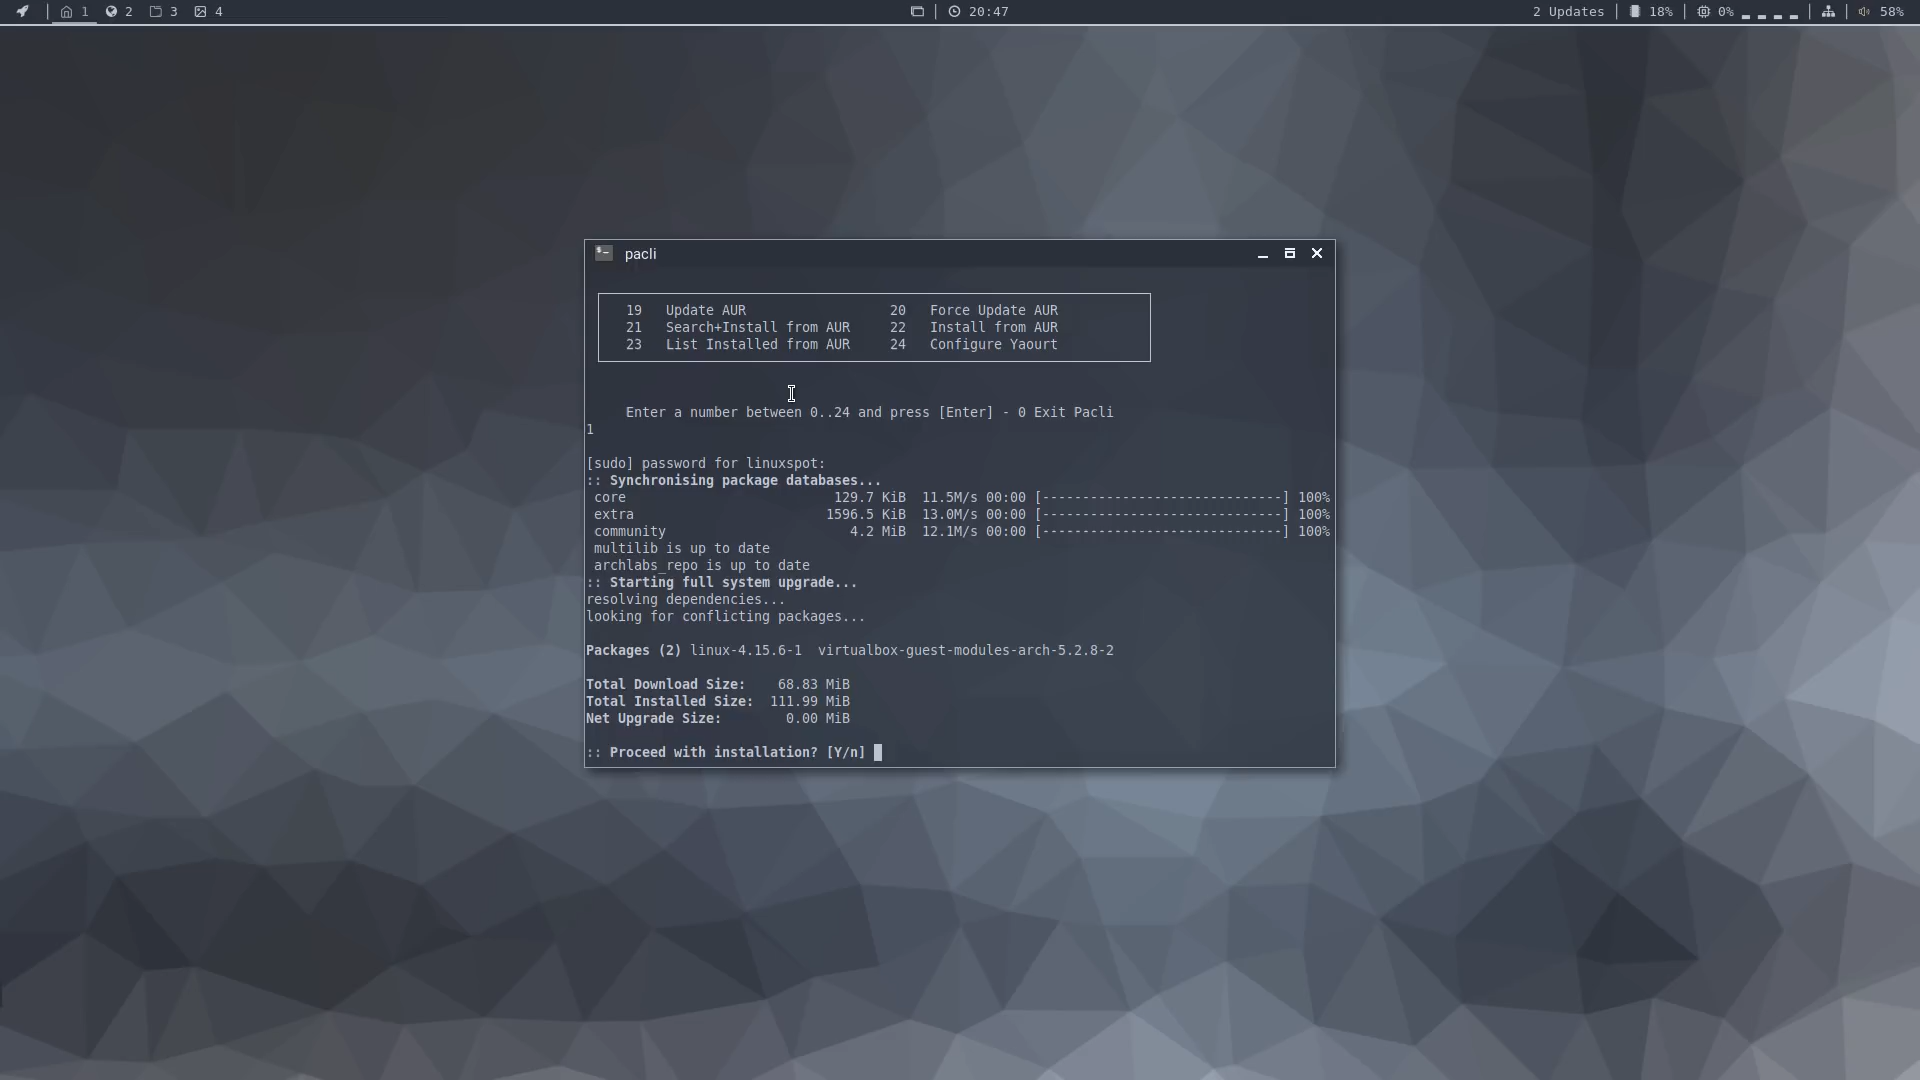 1 2 3 4 20:47 2 Updates 18% 0% 58%
pacli
19 Update AUR 20 Force Update AUR
21 Search+Install from AUR 22 Install from AUR
23 List Installed from AUR 24 Configure Yaourt
Enter a number between 0..24 and press [Enter] - 0 Exit Pacli
1
[sudo] password for linuxspot:
:: Synchronising package databases...
core 129.7 KiB 11.5M/s 00:00 [------------------------------] 100%
extra 1596.5 KiB 13.0M/s 00:00 [------------------------------] 100%
community 4.2 MiB 12.1M/s 00:00 [------------------------------] 100%
multilib is up to date
archlabs_repo is up to date
:: Starting full system upgrade...
resolving dependencies...
looking for conflicting packages...
Packages (2) linux-4.15.6-1 virtualbox-guest-modules-arch-5.2.8-2
Total Download Size: 68.83 MiB
Total Installed Size: 111.99 MiB
Net Upgrade Size: 0.00 MiB
:: Proceed with installation? [Y/n]